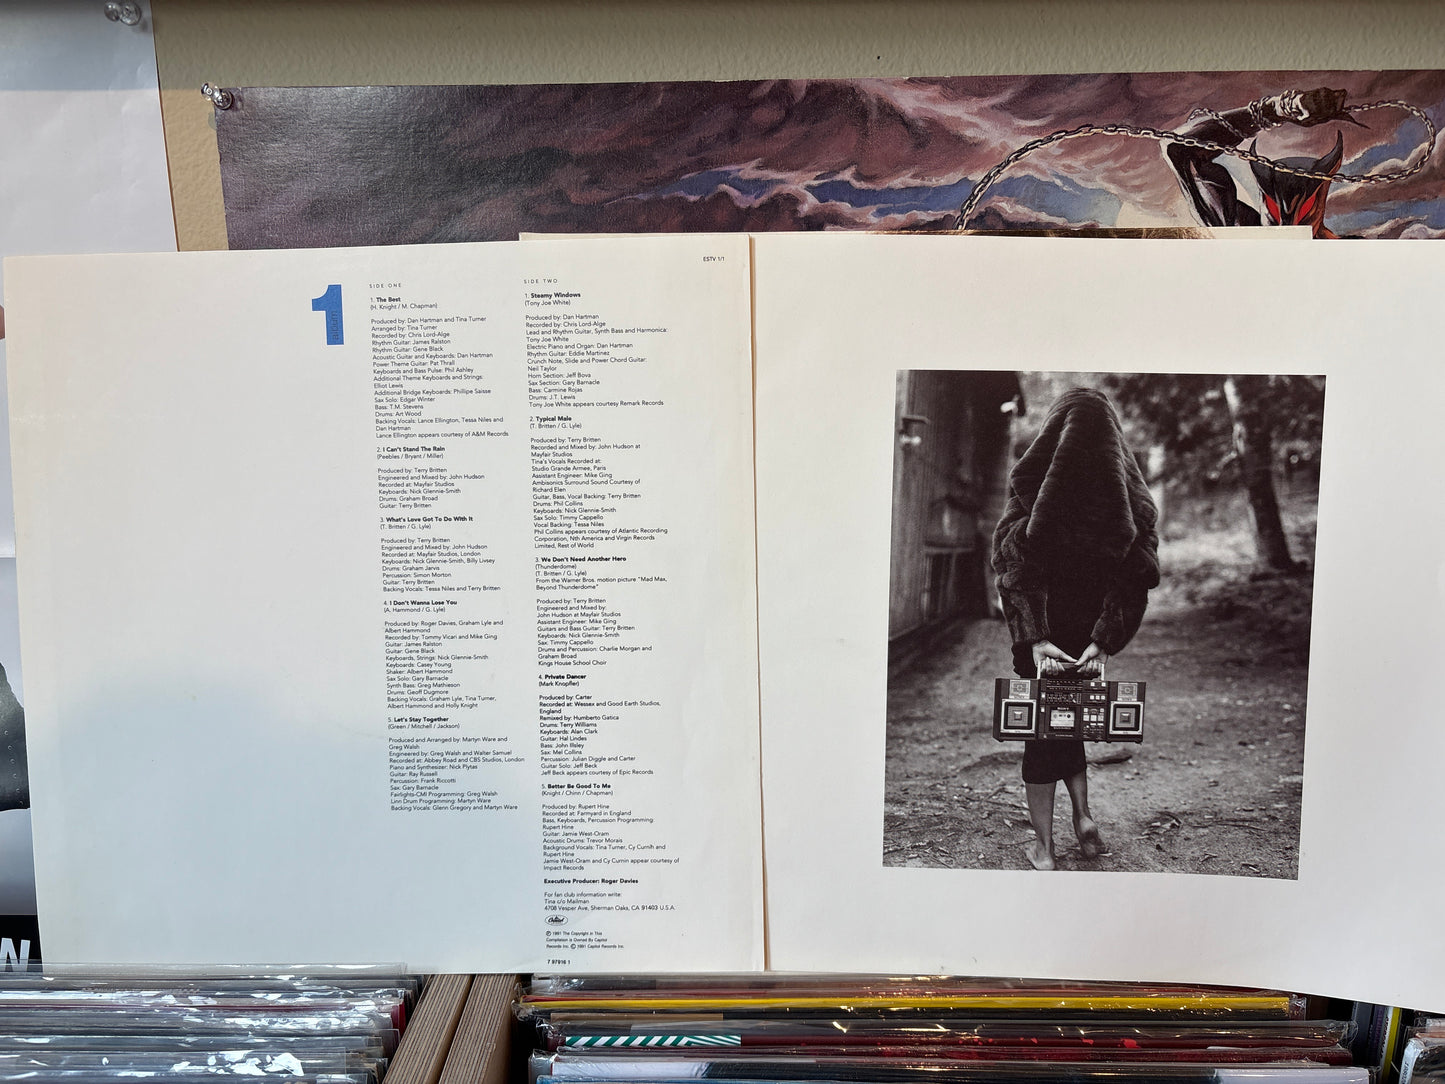 ESTV 1/1
1
album
SIDE ONE
1. The Best
(H. Knight / M. Chapman)
Produced by: Dan Hartman and Tina Turner
Arranged by: Tina Turner
Recorded by: Chris Lord-Alge
Rhythm Guitar: James Ralston
Rhythm Guitar: Gene Black
Acoustic Guitar and Keyboards: Dan Hartman
Power Theme Guitar: Pat Thrall
Keyboards and Bass Pulse: Phil Ashley
Additional Theme Keyboards and Strings:
Elliot Lewis
Additional Bridge Keyboards: Phillipe Saisse
Sax Solo: Edgar Winter
Bass: T.M. Stevens
Drums: Art Wood
Backing Vocals: Lance Ellington, Tessa Niles and
Dan Hartman
Lance Ellington appears courtesy of A&M Records
2. I Can't Stand The Rain
(Peebles / Bryant / Miller)
Produced by: Terry Britten
Engineered and Mixed by: John Hudson
Recorded at: Mayfair Studios
Keyboards: Nick Glennie-Smith
Drums: Graham Broad
Guitar: Terry Britten
3. What's Love Got To Do With It
(T. Britten / G. Lyle)
Produced by: Terry Britten
Engineered and Mixed by: John Hudson
Recorded at: Mayfair Studios, London
Keyboards: Nick Glennie-Smith, Billy Livsey
Drums: Graham Jarvis
Percussion: Simon Morton
Guitar: Terry Britten
Backing Vocals: Tessa Niles and Terry Britten
4. I Don't Wanna Lose You
(A. Hammond / G. Lyle)
Produced by: Roger Davies, Graham Lyle and
Albert Hammond
Recorded by: Tommy Vicari and Mike Ging
Guitar: James Ralston
Guitar: Gene Black
Keyboards, Strings: Nick Glennie-Smith
Keyboards: Casey Young
Shaker: Albert Hammond
Sax Solo: Gary Barnacle
Synth Bass: Greg Mathieson
Drums: Geoff Dugmore
Backing Vocals: Graham Lyle, Tina Turner,
Albert Hammond and Holly Knight
5. Let's Stay Together
(Green / Mitchell / Jackson)
Produced and Arranged by: Martyn Ware and
Greg Walsh
Engineered by: Greg Walsh and Walter Samuel
Recorded at: Abbey Road and CBS Studios, London
Piano and Synthesizer: Nick Plytas
Guitar: Ray Russell
Percussion: Frank Riccotti
Sax: Gary Barnacle
Fairlights-CMI Programming: Greg Walsh
Linn Drum Programming: Martyn Ware
Backing Vocals: Glenn Gregory and Martyn Ware
SIDE TWO
1. Steamy Windows
(Tony Joe White)
Produced by: Dan Hartman
Recorded by: Chris Lord-Alge
Lead and Rhythm Guitar, Synth Bass and Harmonica:
Tony Joe White
Electric Piano and Organ: Dan Hartman
Rhythm Guitar: Eddie Martinez
Crunch Note, Slide and Power Chord Guitar:
Neil Taylor
Horn Section: Jeff Bova
Sax Section: Gary Barnacle
Bass: Carmine Rojas
Drums: J.T. Lewis
Tony Joe White appears courtesy Remark Records
2. Typical Male
(T. Britten / G. Lyle)
Produced by: Terry Britten
Recorded and Mixed by: John Hudson at
Mayfair Studios
Tina's Vocals Recorded at:
Studio Grande Armee, Paris
Assistant Engineer: Mike Ging
Ambisonics Surround Sound Courtesy of
Richard Elen
Guitar, Bass, Vocal Backing: Terry Britten
Drums: Phil Collins
Keyboards: Nick Glennie-Smith
Sax Solo: Timmy Cappello
Vocal Backing: Tessa Niles
Phil Collins appears courtesy of Atlantic Recording
Corporation, Nth America and Virgin Records
Limited, Rest of World
3. We Don't Need Another Hero
(Thunderdome)
(T. Britten / G. Lyle)
From the Warner Bros. motion picture "Mad Max,
Beyond Thunderdome"
Produced by: Terry Britten
Engineered and Mixed by:
John Hudson at Mayfair Studios
Assistant Engineer: Mike Ging
Guitars and Bass Guitar: Terry Britten
Keyboards: Nick Glennie-Smith
Sax: Timmy Cappello
Drums and Percussion: Charlie Morgan and
Graham Broad
Kings House School Choir
4. Private Dancer
(Mark Knopfler)
Produced by: Carter
Recorded at: Wessex and Good Earth Studios,
England
Remixed by: Humberto Gatica
Drums: Terry Williams
Keyboards: Alan Clark
Guitar: Hal Lindes
Bass: John Illsley
Sax: Mel Collins
Percussion: Julian Diggle and Carter
Guitar Solo: Jeff Beck
Jeff Beck appears courtesy of Epic Records
5. Better Be Good To Me
(Knight / Chinn / Chapman)
Produced by: Rupert Hine
Recorded at: Farmyard in England
Bass, Keyboards, Percussion Programming:
Rupert Hine
Guitar: Jamie West-Oram
Acoustic Drums: Trevor Morais
Background Vocals: Tina Turner, Cy Curnin and
Rupert Hine
Jamie West-Oram and Cy Curnin appear courtesy of
Impact Records
Executive Producer: Roger Davies
For fan club information write:
Tina c/o Mailman
4708 Vesper Ave, Sherman Oaks, CA 91403 U.S.A.
Capitol
℗ 1991 The Copyright in This
Compilation is Owned By Capitol
Records Inc. © 1991 Capitol Records Inc.
7 97916 1